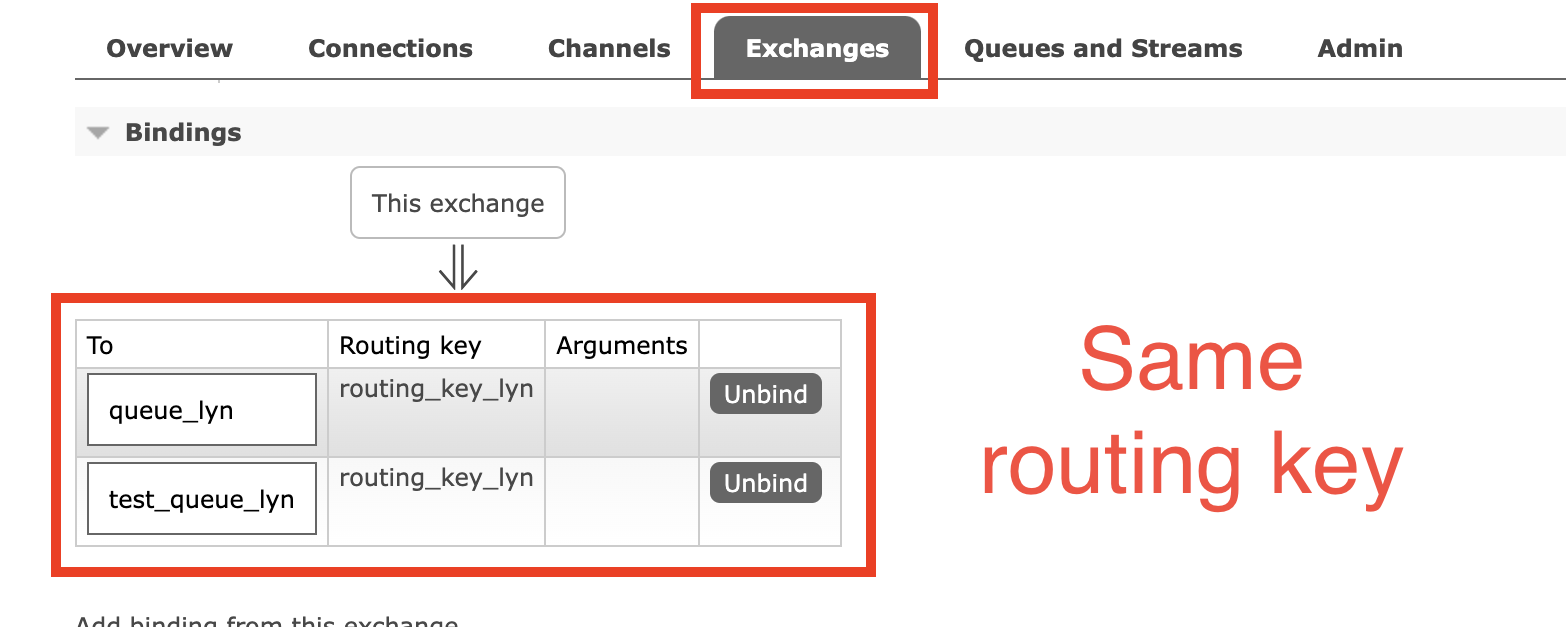 Overview Connections Channels Exchanges Queues and Streams Admin
Bindings
This exchange
To Routing key Arguments
queue_lyn routing_key_lyn Unbind
test_queue_lyn routing_key_lyn Unbind
Same
routing key
Add binding from this exchange